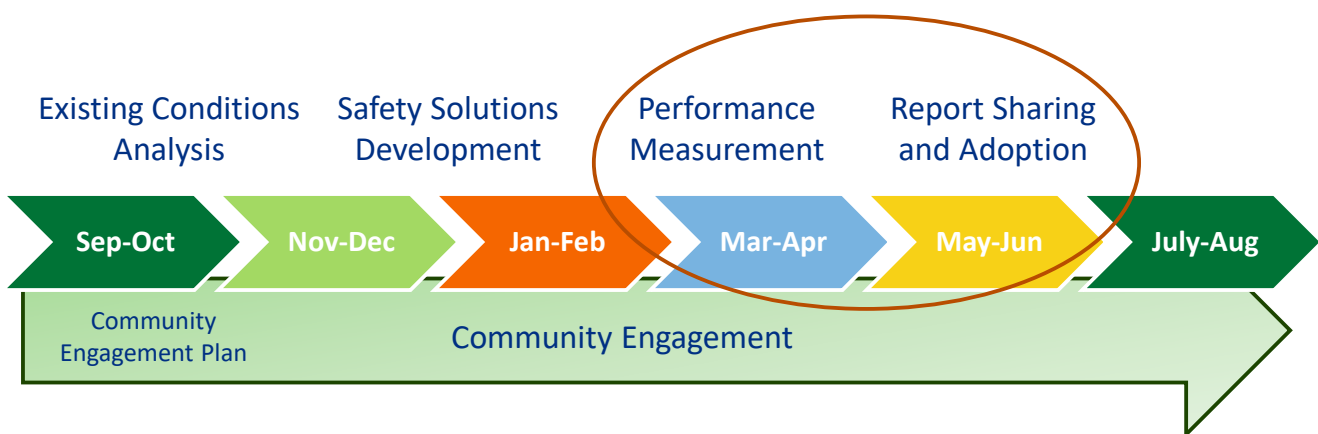 Existing Conditions
Analysis
Safety Solutions
Development
Performance
Measurement
Report Sharing
and Adoption
Sep-Oct
Nov-Dec
Jan-Feb
Mar-Apr
May-Jun
July-Aug
Community
Engagement Plan
Community Engagement